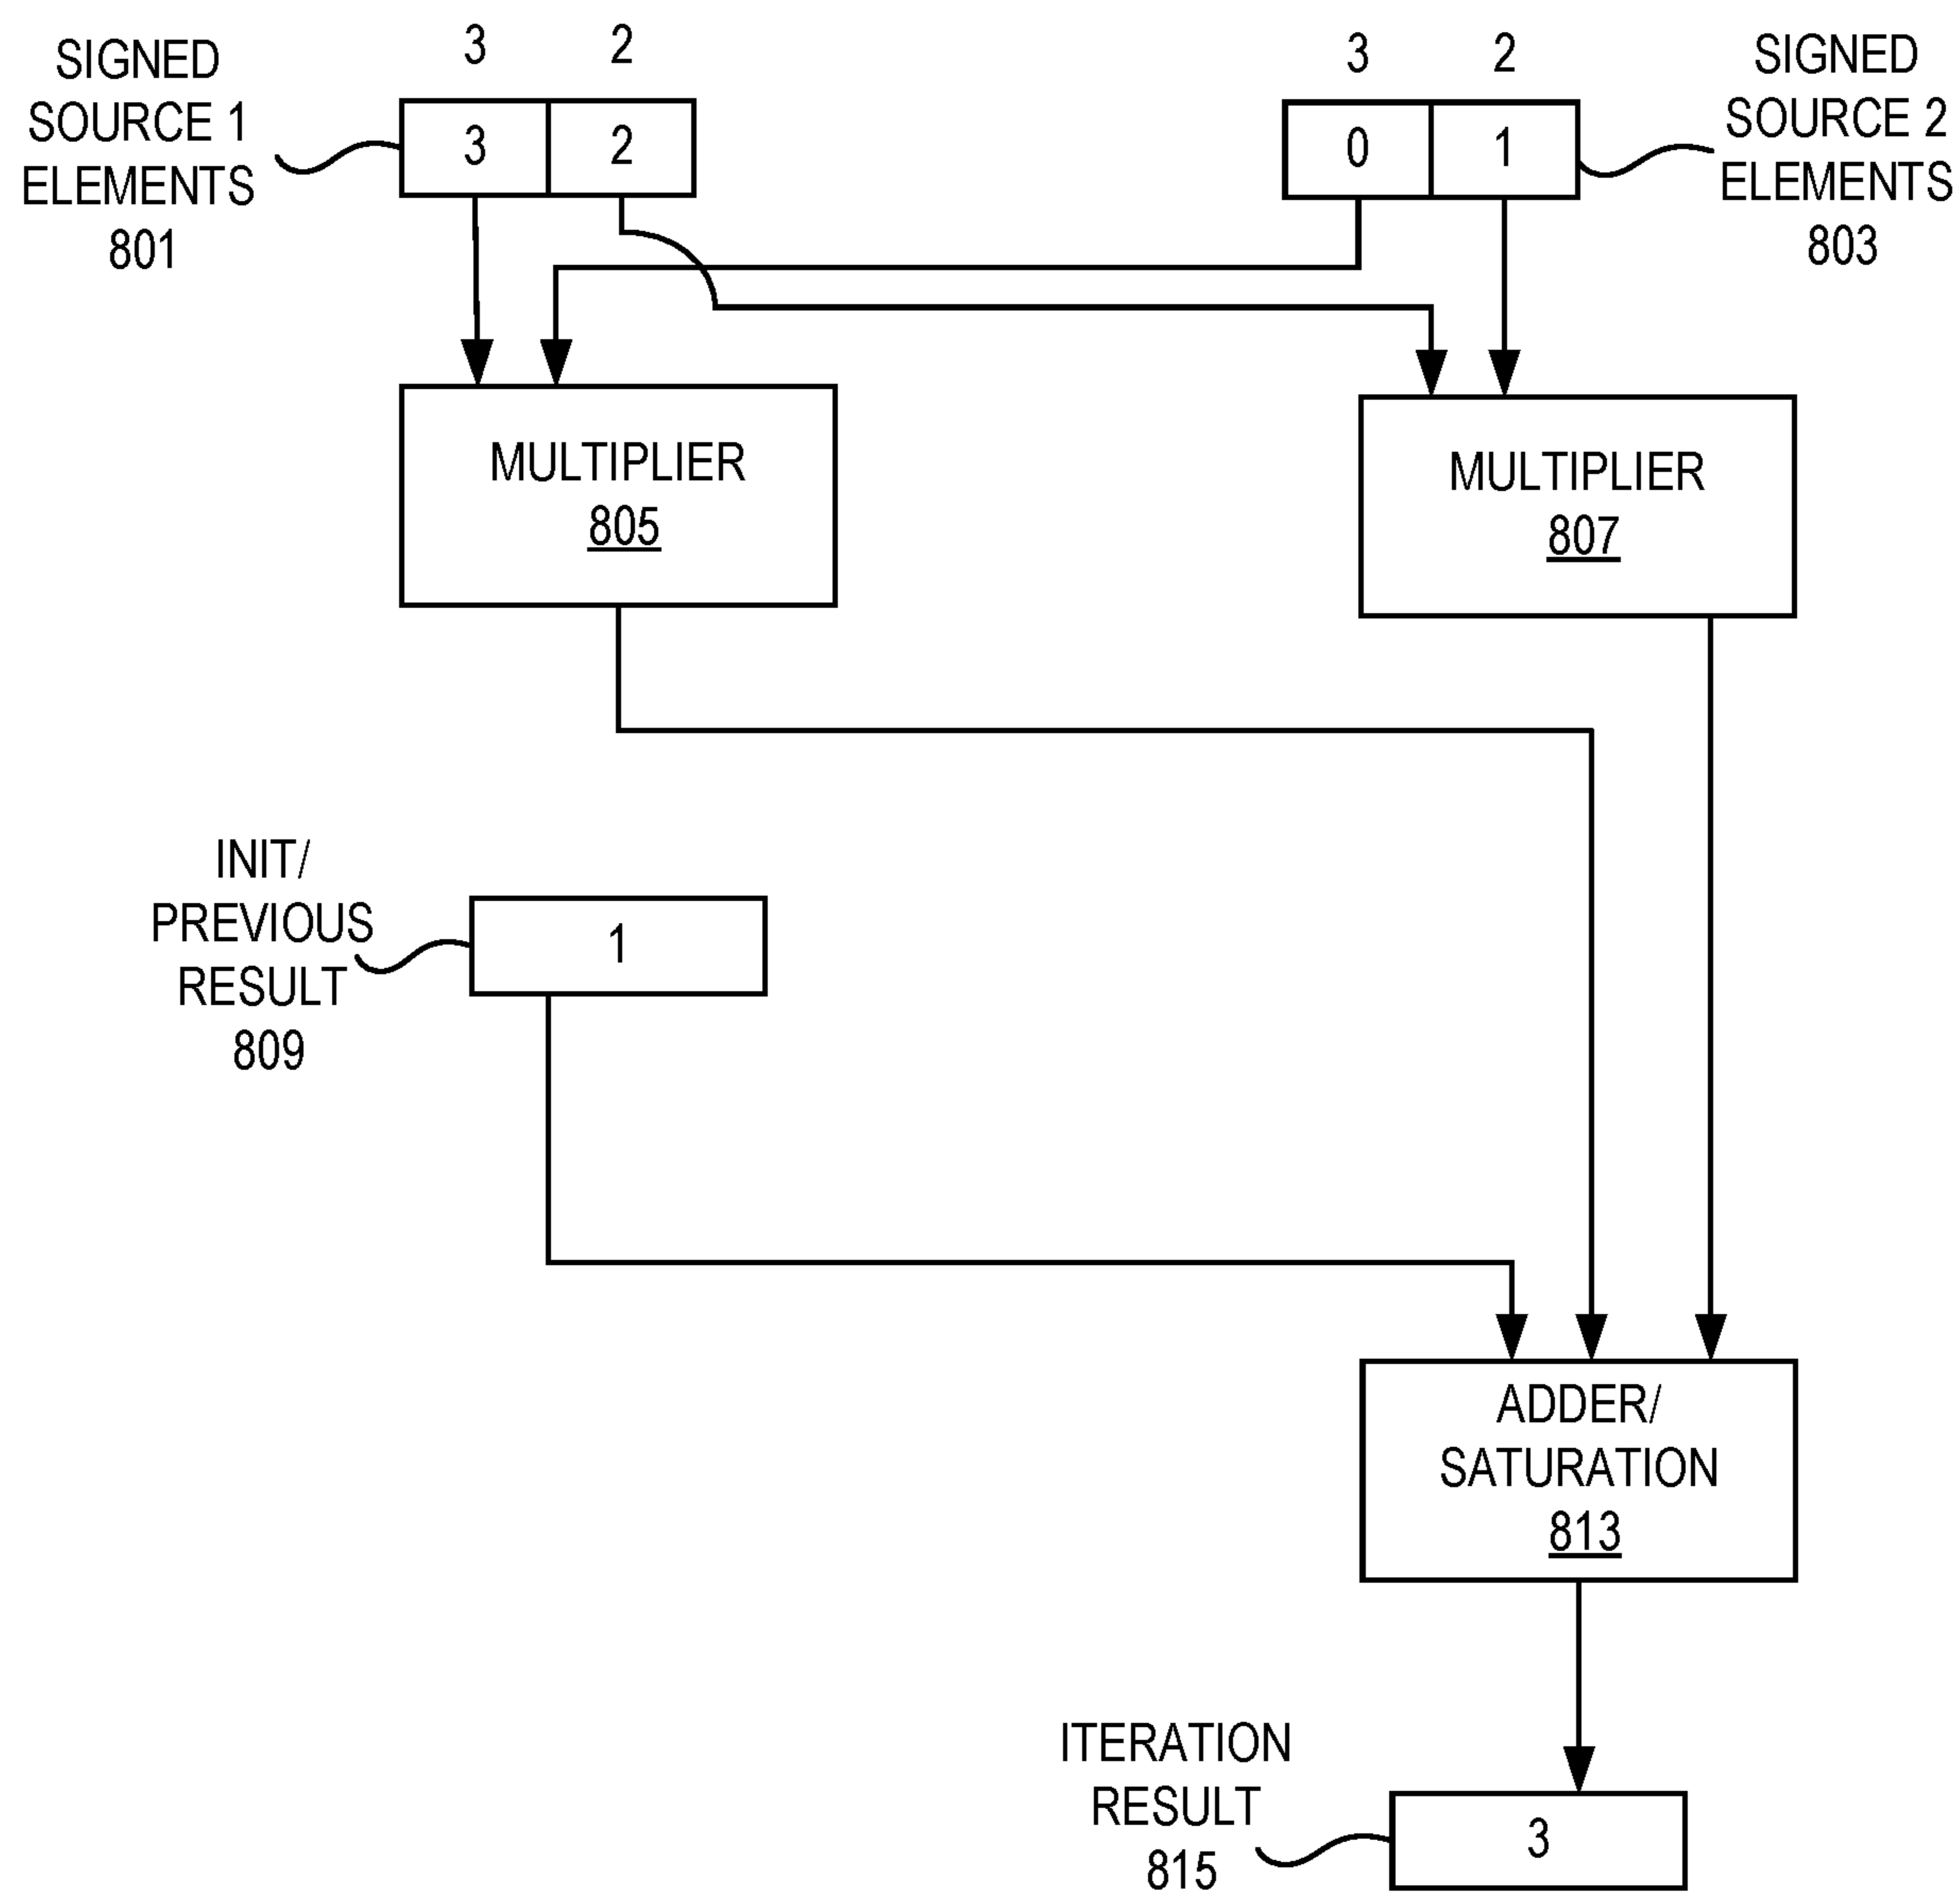 SIGNED
SOURCE 1
ELEMENTS
801
3 2
3 2
3 2
0 1
SIGNED
SOURCE 2
ELEMENTS
803
MULTIPLIER
805
MULTIPLIER
807
INIT/
PREVIOUS
RESULT
809
1
ADDER/
SATURATION
813
ITERATION
RESULT
815
3